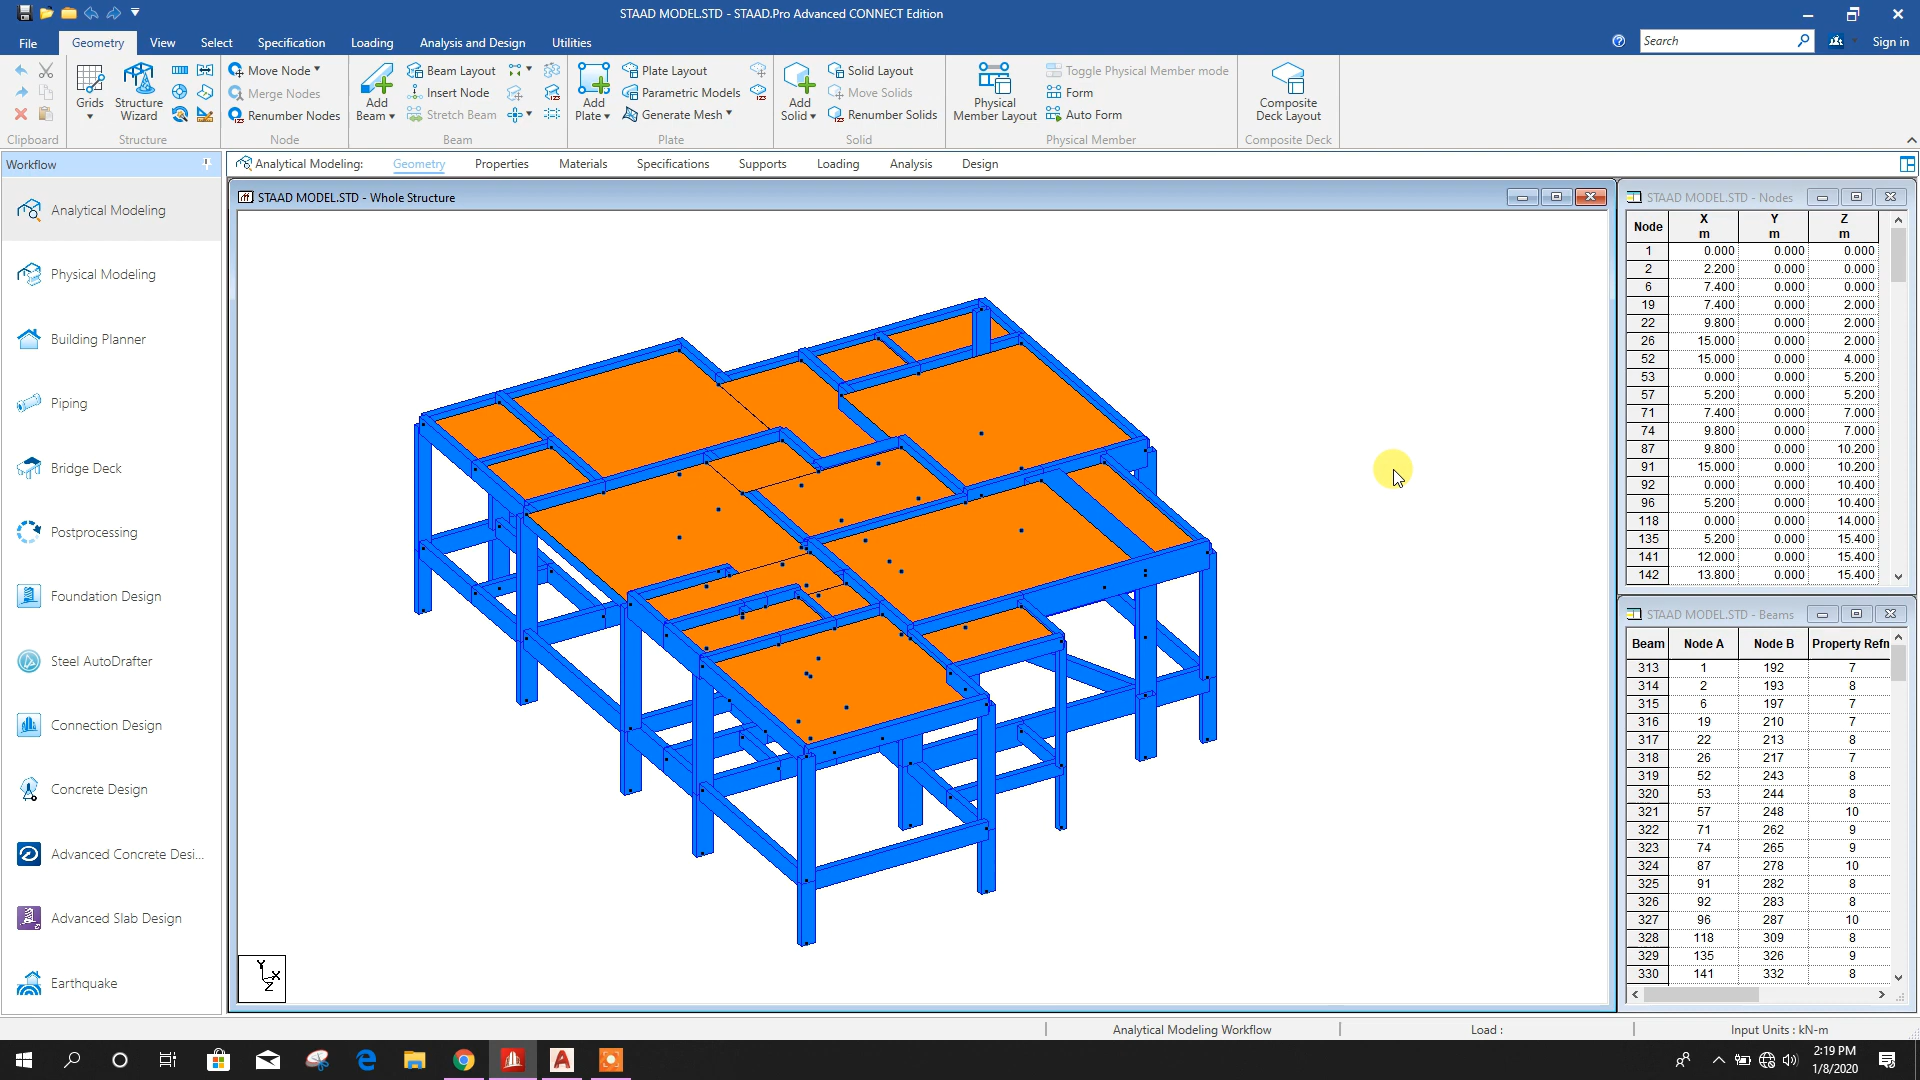 STAAD MODEL.STD - STAAD.Pro Advanced CONNECT Edition
File Geometry View Select Specification Loading Analysis and Design Utilities
Search
Sign in
Clipboard
Grids
Structure Wizard
Structure
Move Node
Merge Nodes
Renumber Nodes
Node
Add Beam
Beam Layout
Insert Node
Stretch Beam
Beam
Add Plate
Plate Layout
Parametric Models
Generate Mesh
Plate
Add Solid
Solid Layout
Move Solids
Renumber Solids
Solid
Physical Member Layout
Toggle Physical Member mode
Form
Auto Form
Physical Member
Composite Deck Layout
Composite Deck
Workflow
Analytical Modeling: Geometry Properties Materials Specifications Supports Loading Analysis Design
Analytical Modeling
Physical Modeling
Building Planner
Piping
Bridge Deck
Postprocessing
Foundation Design
Steel AutoDrafter
Connection Design
Concrete Design
Advanced Concrete Desi...
Advanced Slab Design
Earthquake
STAAD MODEL.STD - Whole Structure
Y
X
Z
STAAD MODEL.STD - Nodes
Node X m Y m Z m
1 0.000 0.000 0.000
2 2.200 0.000 0.000
6 7.400 0.000 0.000
19 7.400 0.000 2.000
22 9.800 0.000 2.000
26 15.000 0.000 2.000
52 15.000 0.000 4.000
53 0.000 0.000 5.200
57 5.200 0.000 5.200
71 7.400 0.000 7.000
74 9.800 0.000 7.000
87 9.800 0.000 10.200
91 15.000 0.000 10.200
92 0.000 0.000 10.400
96 5.200 0.000 10.400
118 0.000 0.000 14.000
135 5.200 0.000 15.400
141 12.000 0.000 15.400
142 13.800 0.000 15.400
STAAD MODEL.STD - Beams
Beam Node A Node B Property Refn
313 1 192 7
314 2 193 8
315 6 197 7
316 19 210 7
317 22 213 8
318 26 217 7
319 52 243 8
320 53 244 8
321 57 248 10
322 71 262 9
323 74 265 9
324 87 278 10
325 91 282 8
326 92 283 8
327 96 287 10
328 118 309 8
329 135 326 9
330 141 332 8
Analytical Modeling Workflow
Load :
Input Units : kN-m
2:19 PM
1/8/2020